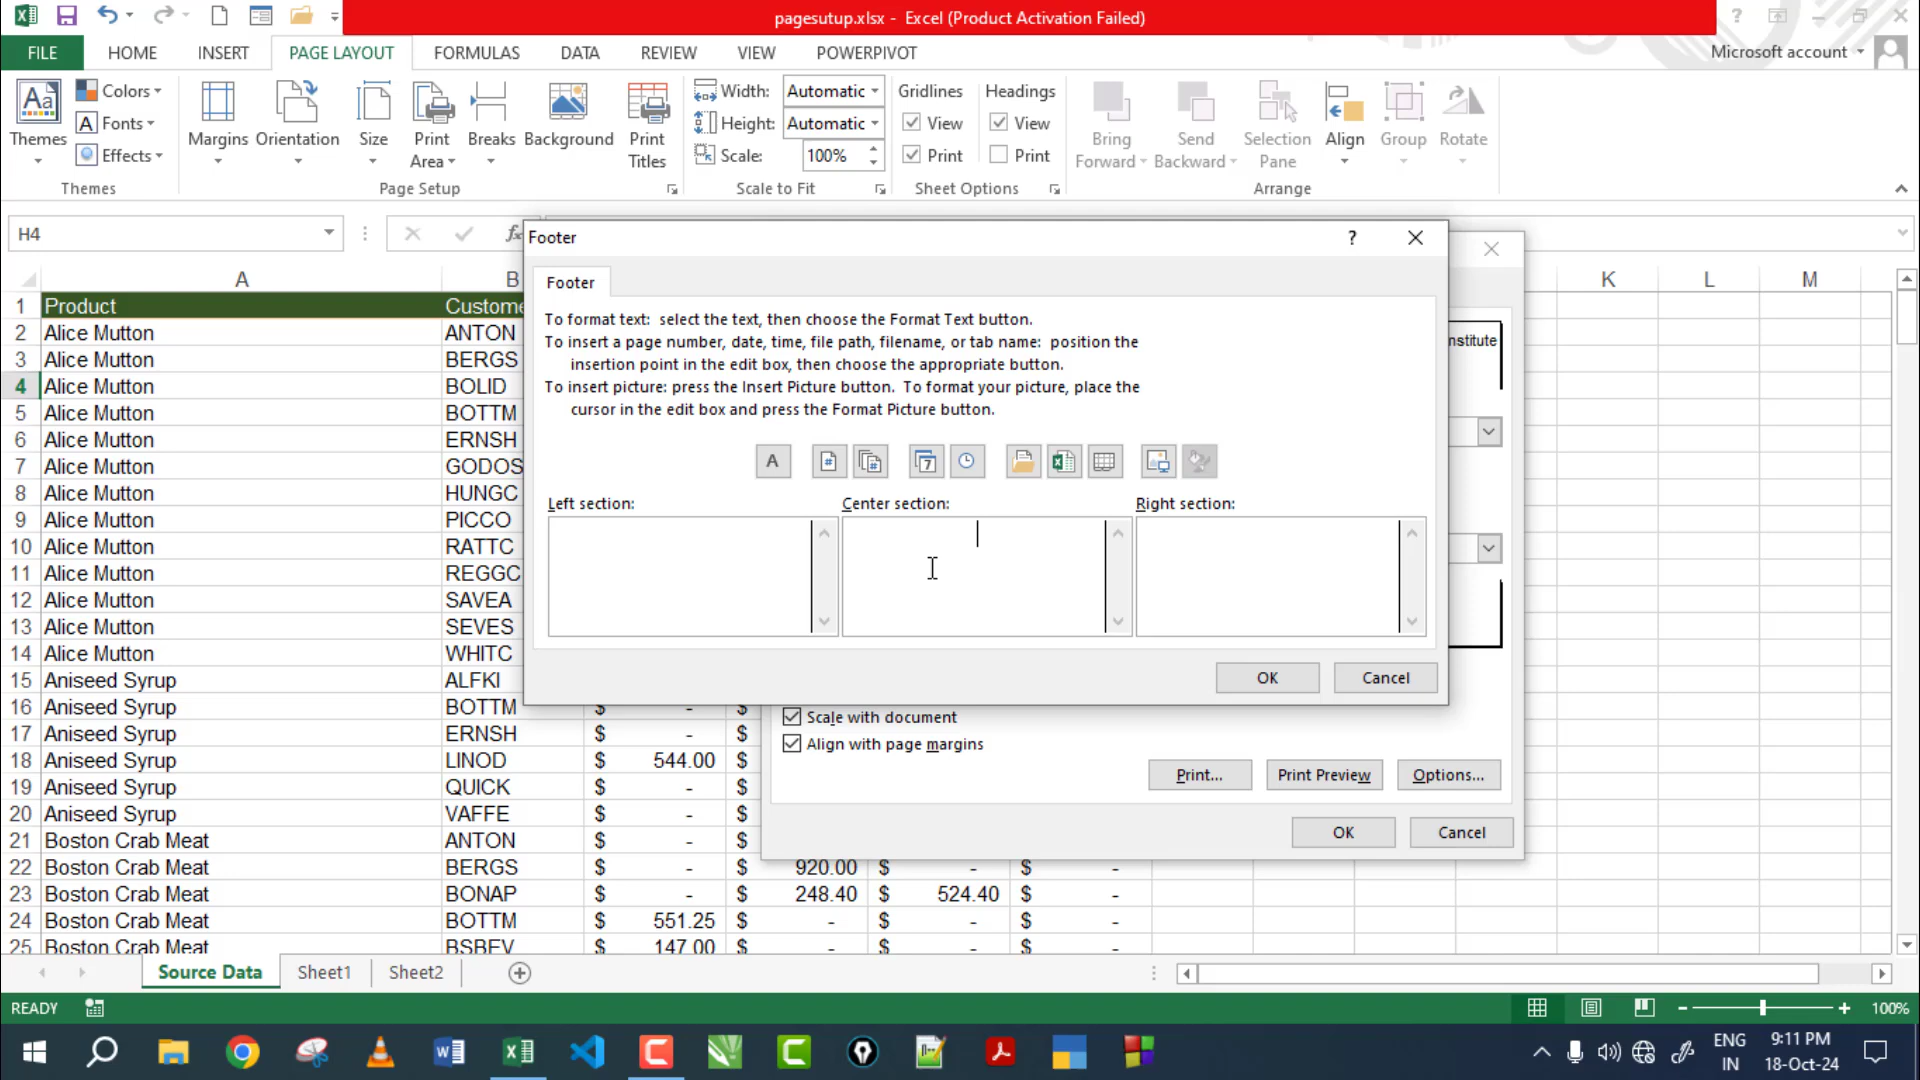 pagesutup.xlsx - Excel (Product Activation Failed)
FILE HOME INSERT PAGE LAYOUT FORMULAS DATA REVIEW VIEW POWERPIVOT Microsoft account
Themes
Colors
Fonts
Effects
Themes
Margins
Orientation
Size
Print Area
Breaks
Background
Print Titles
Page Setup
Width: Automatic
Height: Automatic
Scale: 100%
Scale to Fit
Gridlines
View
Print
Headings
View
Print
Sheet Options
Bring Forward
Send Backward
Selection Pane
Align
Group
Rotate
Arrange
H4
fx
Footer
?
Footer
To format text: select the text, then choose the Format Text button.
To insert a page number, date, time, file path, filename, or tab name: position the
insertion point in the edit box, then choose the appropriate button.
To insert picture: press the Insert Picture button. To format your picture, place the
cursor in the edit box and press the Format Picture button.
Left section:
Center section:
Right section:
OK Cancel
nstitute
Scale with document
Align with page margins
Print... Print Preview Options...
OK Cancel
A B K L M
1 Product Custome
2 Alice Mutton ANTON
3 Alice Mutton BERGS
4 Alice Mutton BOLID
5 Alice Mutton BOTTM
6 Alice Mutton ERNSH
7 Alice Mutton GODOS
8 Alice Mutton HUNGC
9 Alice Mutton PICCO
10 Alice Mutton RATTC
11 Alice Mutton REGGC
12 Alice Mutton SAVEA
13 Alice Mutton SEVES
14 Alice Mutton WHITC
15 Aniseed Syrup ALFKI
16 Aniseed Syrup BOTTM $ - $
17 Aniseed Syrup ERNSH $ - $
18 Aniseed Syrup LINOD $ 544.00 $
19 Aniseed Syrup QUICK $ - $
20 Aniseed Syrup VAFFE $ - $
21 Boston Crab Meat ANTON $ - $
22 Boston Crab Meat BERGS $ - $ 920.00 $ - $ -
23 Boston Crab Meat BONAP $ - $ 248.40 $ 524.40 $ -
24 Boston Crab Meat BOTTM $ 551.25 $ - $ - $ -
25 Boston Crab Meat BSBEV $ 147.00 $ - $ - $ -
Source Data Sheet1 Sheet2
READY 100%
ENG
IN
9:11 PM
18-Oct-24